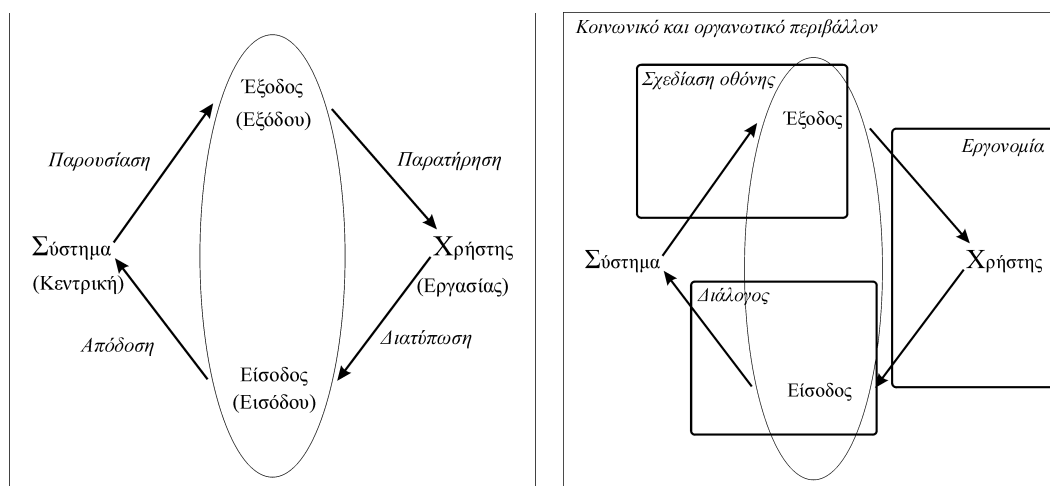 Έξοδος
(Εξόδου)
Παρουσίαση
Παρατήρηση
Σύστημα
(Κεντρική)
Χρήστης
(Εργασίας)
Απόδοση
Διατύπωση
Είσοδος
(Εισόδου)
Κοινωνικό και οργανωτικό περιβάλλον
Σχεδίαση οθόνης
Έξοδος
Εργονομία
Σύστημα
Χρήστης
Διάλογος
Είσοδος